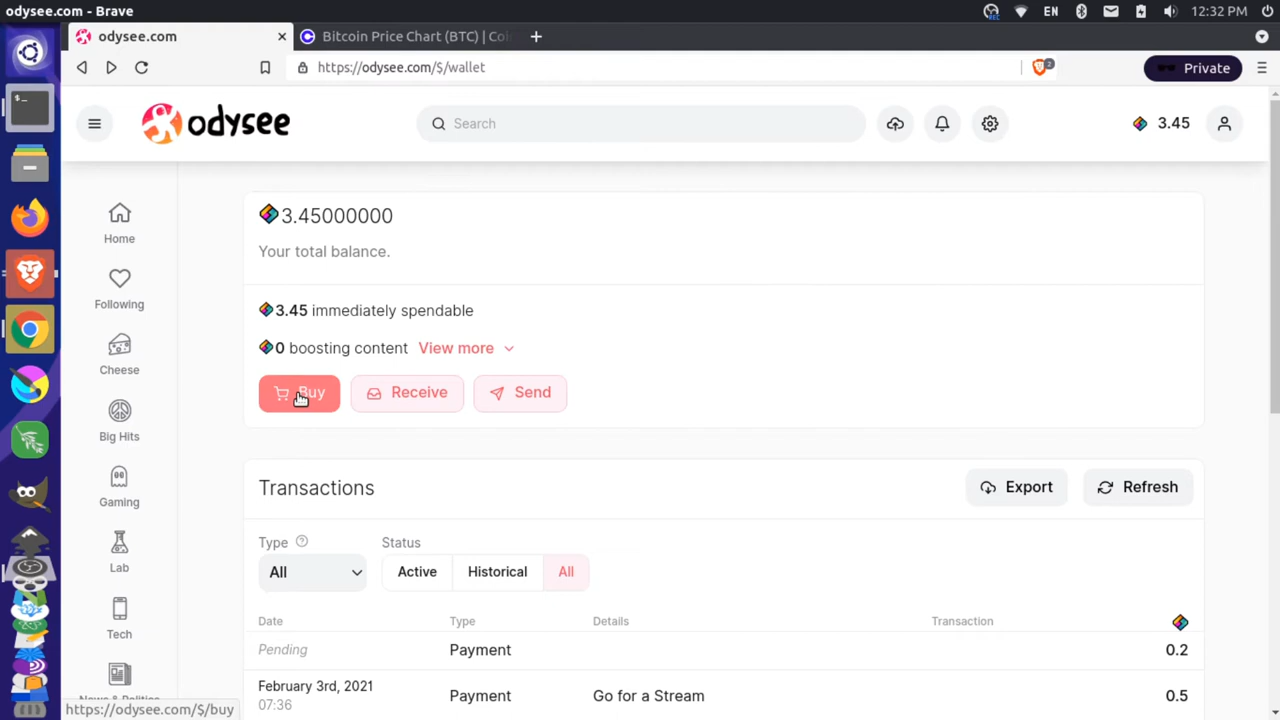 odysee.com - Brave
REC
EN
12:32 PM
odysee.com
Bitcoin Price Chart (BTC) | Co
https://odysee.com/$/wallet
2
Private
odysee
Search
3.45
Home
Following
Cheese
Big Hits
Gaming
Lab
Tech
News & Politics
3.45000000
Your total balance.
3.45 immediately spendable
0 boosting content View more
Buy
Receive
Send
Transactions
Export
Refresh
Type
Status
All
Active
Historical
All
Date
Type
Details
Transaction
Pending
Payment
0.2
February 3rd, 2021
07:36
Payment
Go for a Stream
0.5
https://odysee.com/$/buy